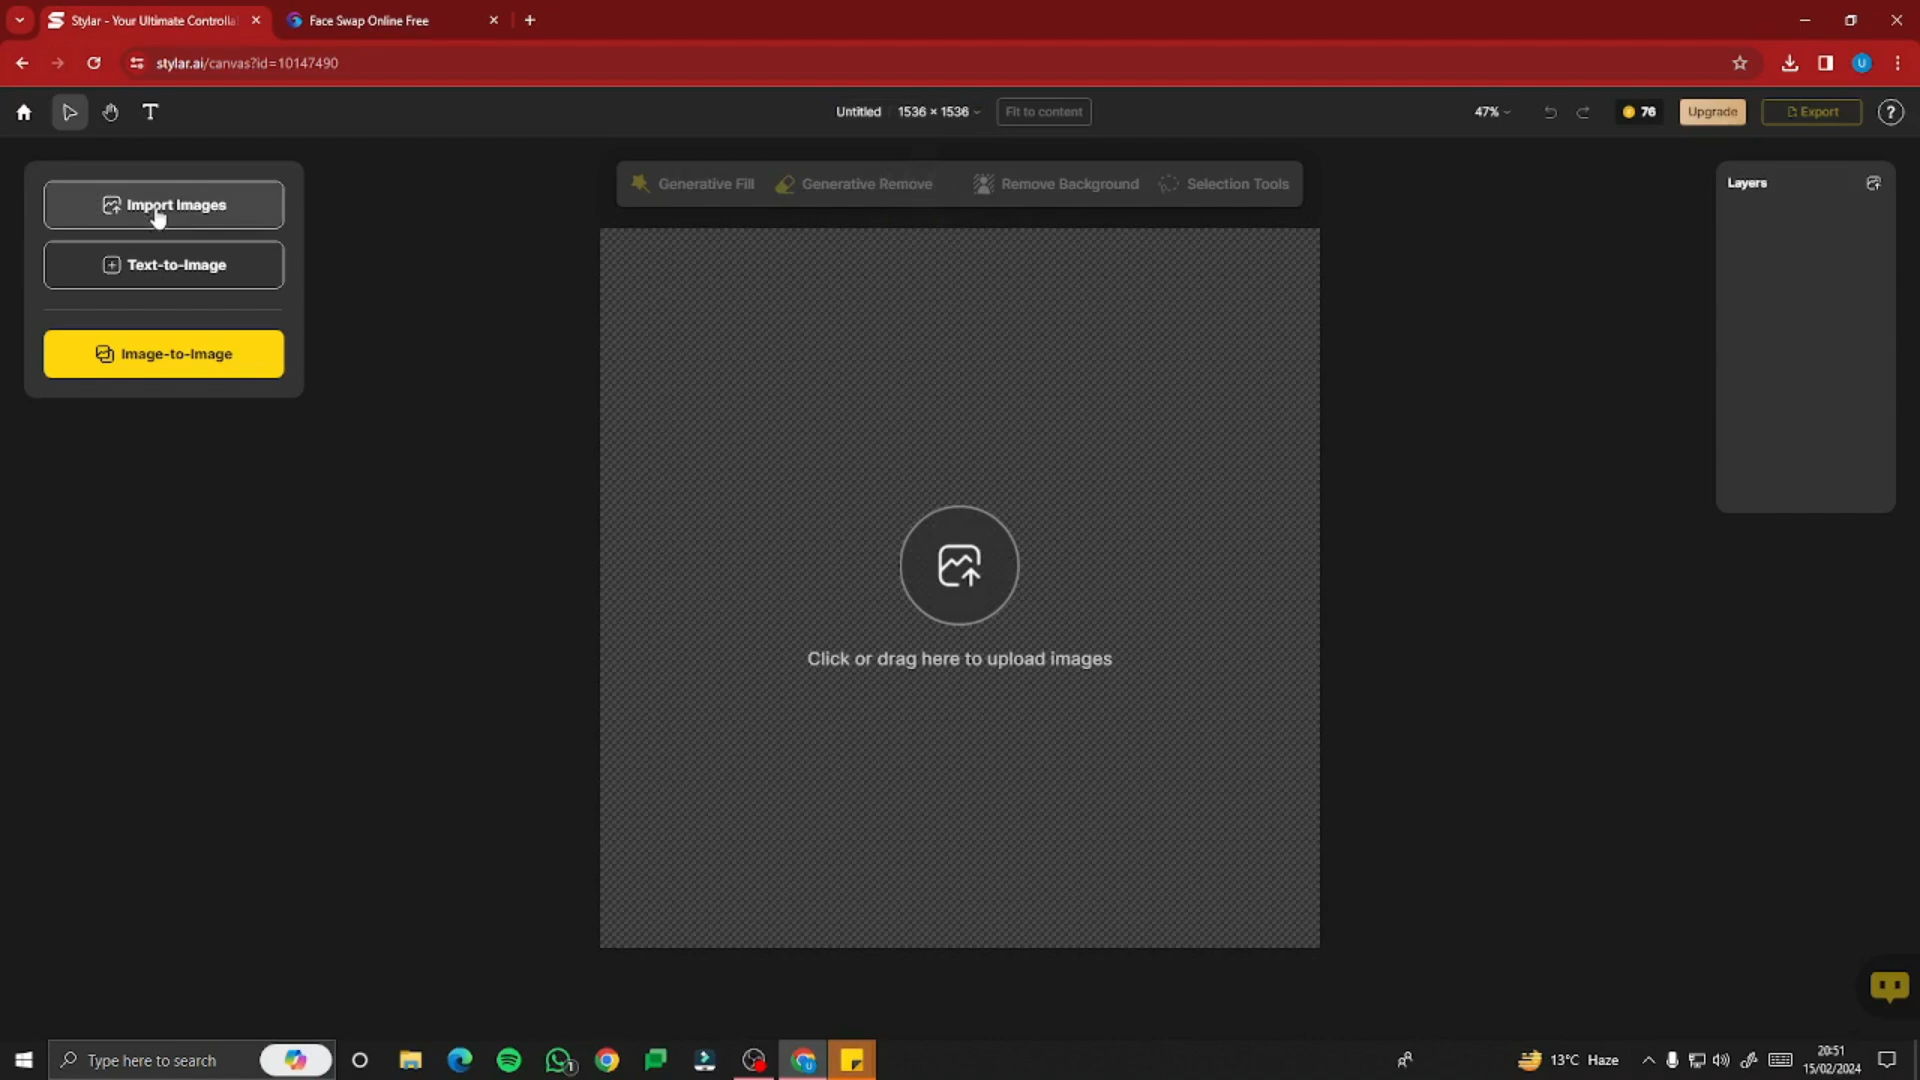 Stylar - Your Ultimate Controlla
Face Swap Online Free
stylar.ai/canvas?id=10147490
U
T
Untitled
1536 × 1536
Fit to content
47%
76
Upgrade
Export
?
Import Images
Text-to-Image
Image-to-Image
Generative Fill
Generative Remove
Remove Background
Selection Tools
Layers
Click or drag here to upload images
Type here to search
1
U
13°C Haze
20:51
15/02/2024